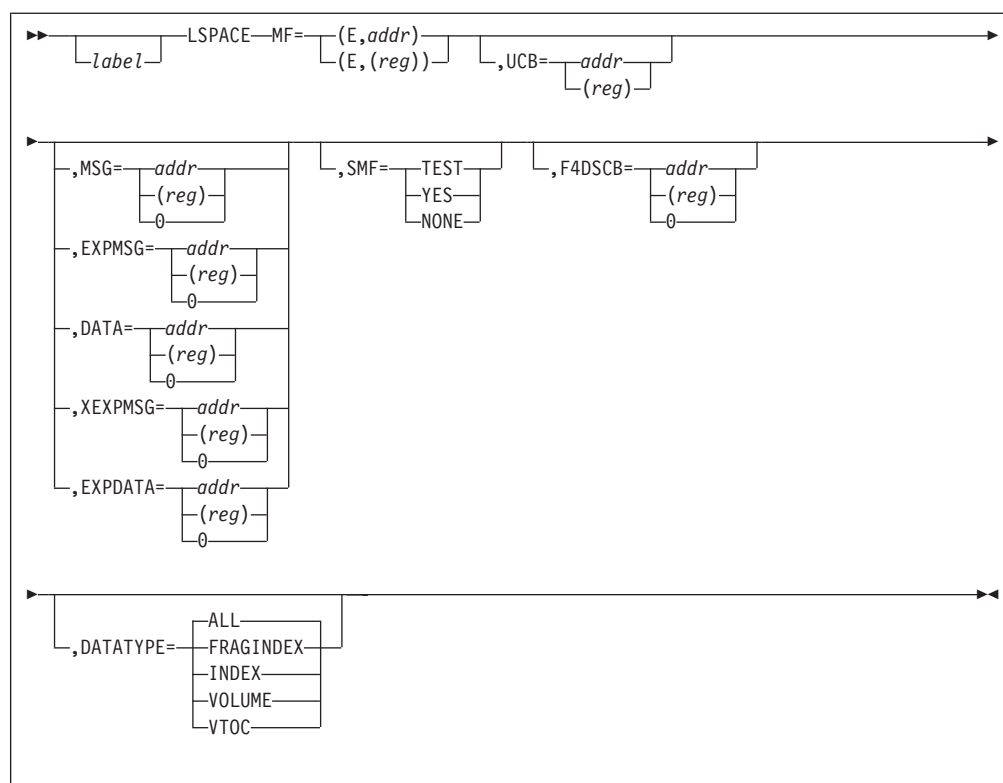 LSPACE MF= (E,addr) ,UCB= addr
label (E,(reg)) (reg)
,MSG= addr ,SMF= TEST ,F4DSCB= addr
(reg) YES (reg)
0 NONE 0
,EXPMSG= addr
(reg)
0
,DATA= addr
(reg)
0
,XEXPMSG= addr
(reg)
0
,EXPDATA= addr
(reg)
0
ALL
,DATATYPE= FRAGINDEX
INDEX
VOLUME
VTOC